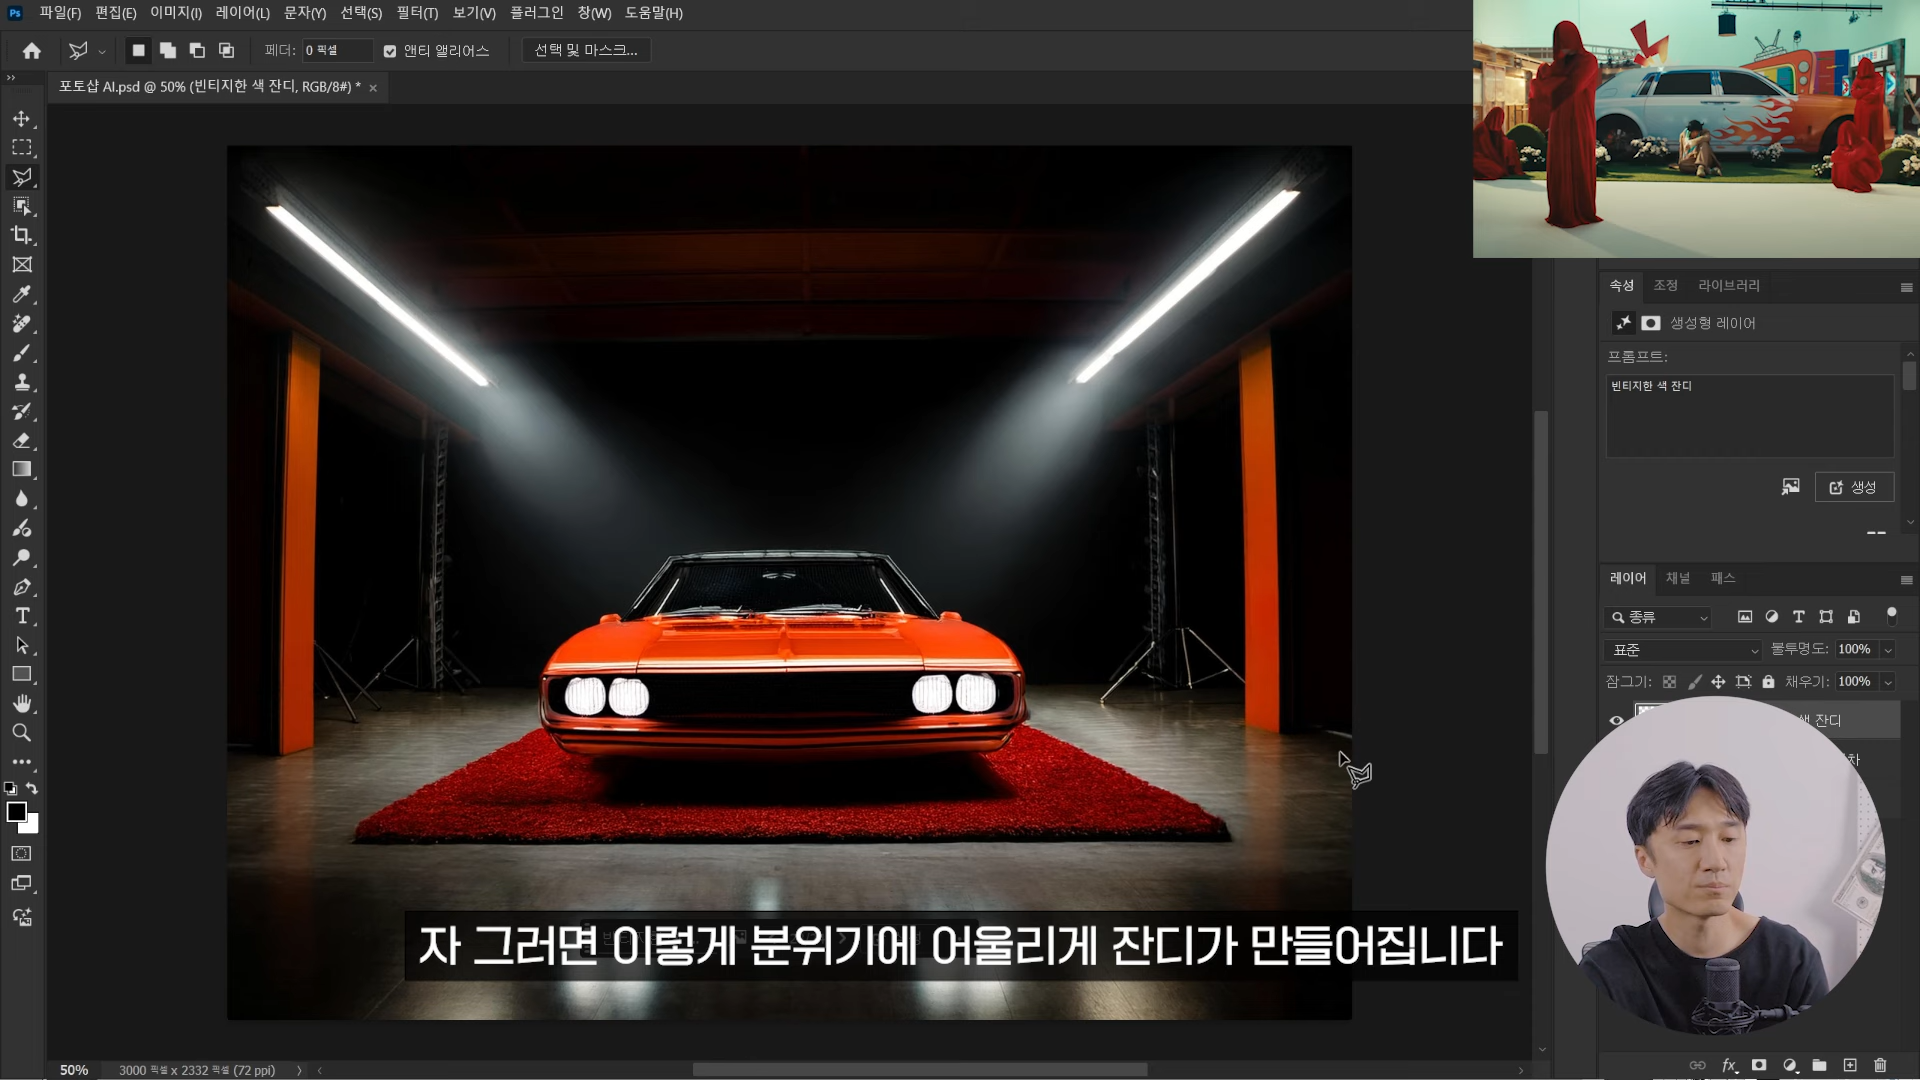 Ps 파일(F) 편집(E) 이미지(I) 레이어(L) 문자(Y) 선택(S) 필터(T) 보기(V) 플러그인 창(W) 도움말(H)
페더: 0 픽셀 앤티 앨리어스 선택 및 마스크...
포토샵 AI.psd @ 50% (빈티지한 색 잔디, RGB/8#) * ×
속성 조정 라이브러리
생성형 레이어
프롬프트:
빈티지한 색 잔디
생성
레이어 채널 패스
종류
표준 불투명도: 100%
잠그기: 채우기: 100%
색 잔디
차
자 그러면 이렇게 분위기에 어울리게 잔디가 만들어집니다
50% 3000 픽셀 x 2332 픽셀 (72 ppi)